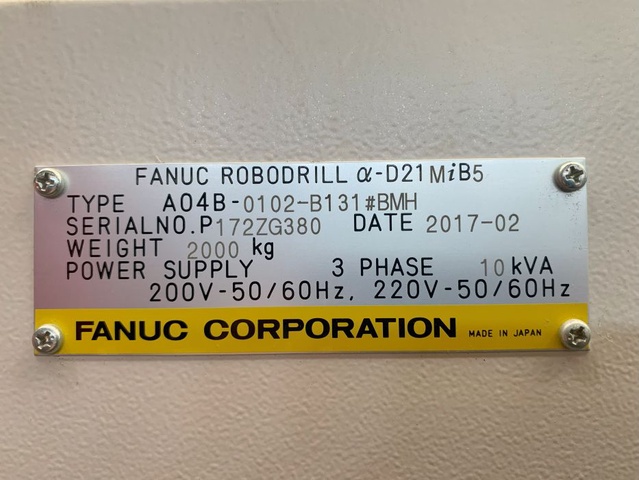 FANUC ROBODRILL α-D21MiB5
TYPE A04B-0102-B131#BMH
SERIALNO.P172ZG380 DATE 2017-02
WEIGHT 2000 kg
POWER SUPPLY 3 PHASE 10kVA
200V-50/60Hz, 220V-50/60Hz
FANUC CORPORATION MADE IN JAPAN